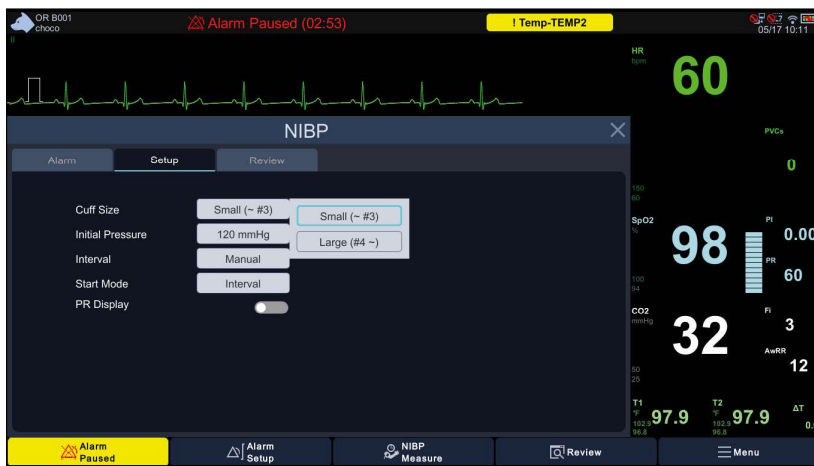 OR B001
choco
Alarm Paused (02:53)
! Temp-TEMP2
05/17 10:11
II
HR
bpm
60
PVCs
0
NIBP
Alarm
Setup
Review
Cuff Size
Small (~ #3)
Small (~ #3)
Large (#4 ~)
Initial Pressure
120 mmHg
Interval
Manual
Start Mode
Interval
PR Display
150
60
SpO2
%
98
100
94
PI
0.00
PR
60
CO2
mmHg
32
50
25
Fi
3
AwRR
12
T1
°F
102.9
96.8
97.9
T2
°F
102.9
96.8
97.9
ΔT
0.
Alarm
Paused
Alarm
Setup
NIBP
Measure
Review
Menu